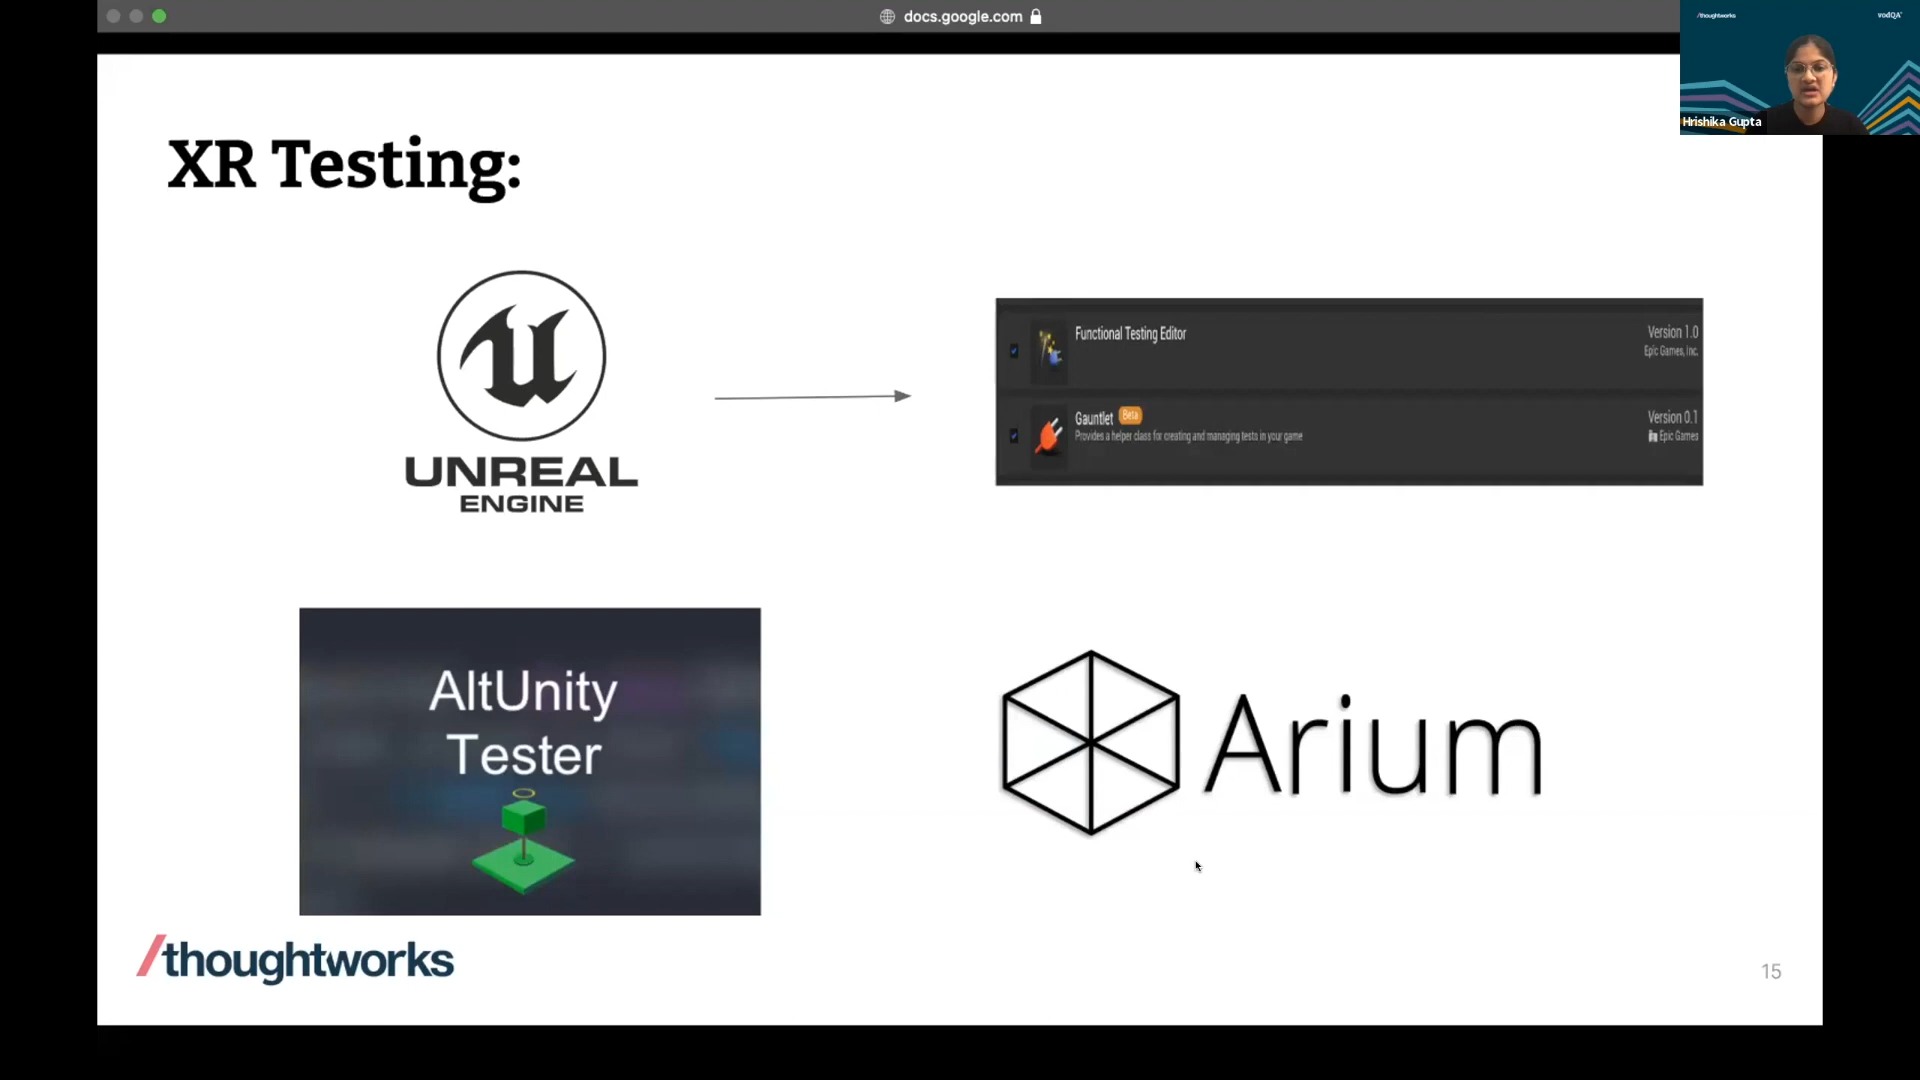 docs.google.com
/thoughtworks
vodQA
Hrishika Gupta
XR Testing:
UNREAL
ENGINE
Functional Testing Editor
Version 1.0
Epic Games, Inc.
Gauntlet Beta
Provides a helper class for creating and managing tests in your game
Version 0.1
Epic Games
AltUnity
Tester
Arium
/thoughtworks
15